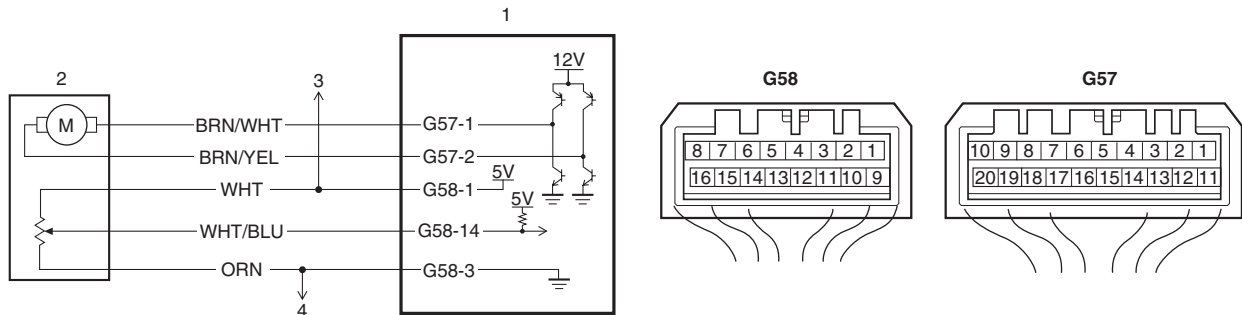 1
2
3
12V
M
BRN/WHT
G57-1
BRN/YEL
G57-2
WHT
G58-1
5V
5V
WHT/BLU
G58-14
ORN
G58-3
4
G58
8 7 6 5 4 3 2 1
16 15 14 13 12 11 10 9
G57
10 9 8 7 6 5 4 3 2 1
20 19 18 17 16 15 14 13 12 11